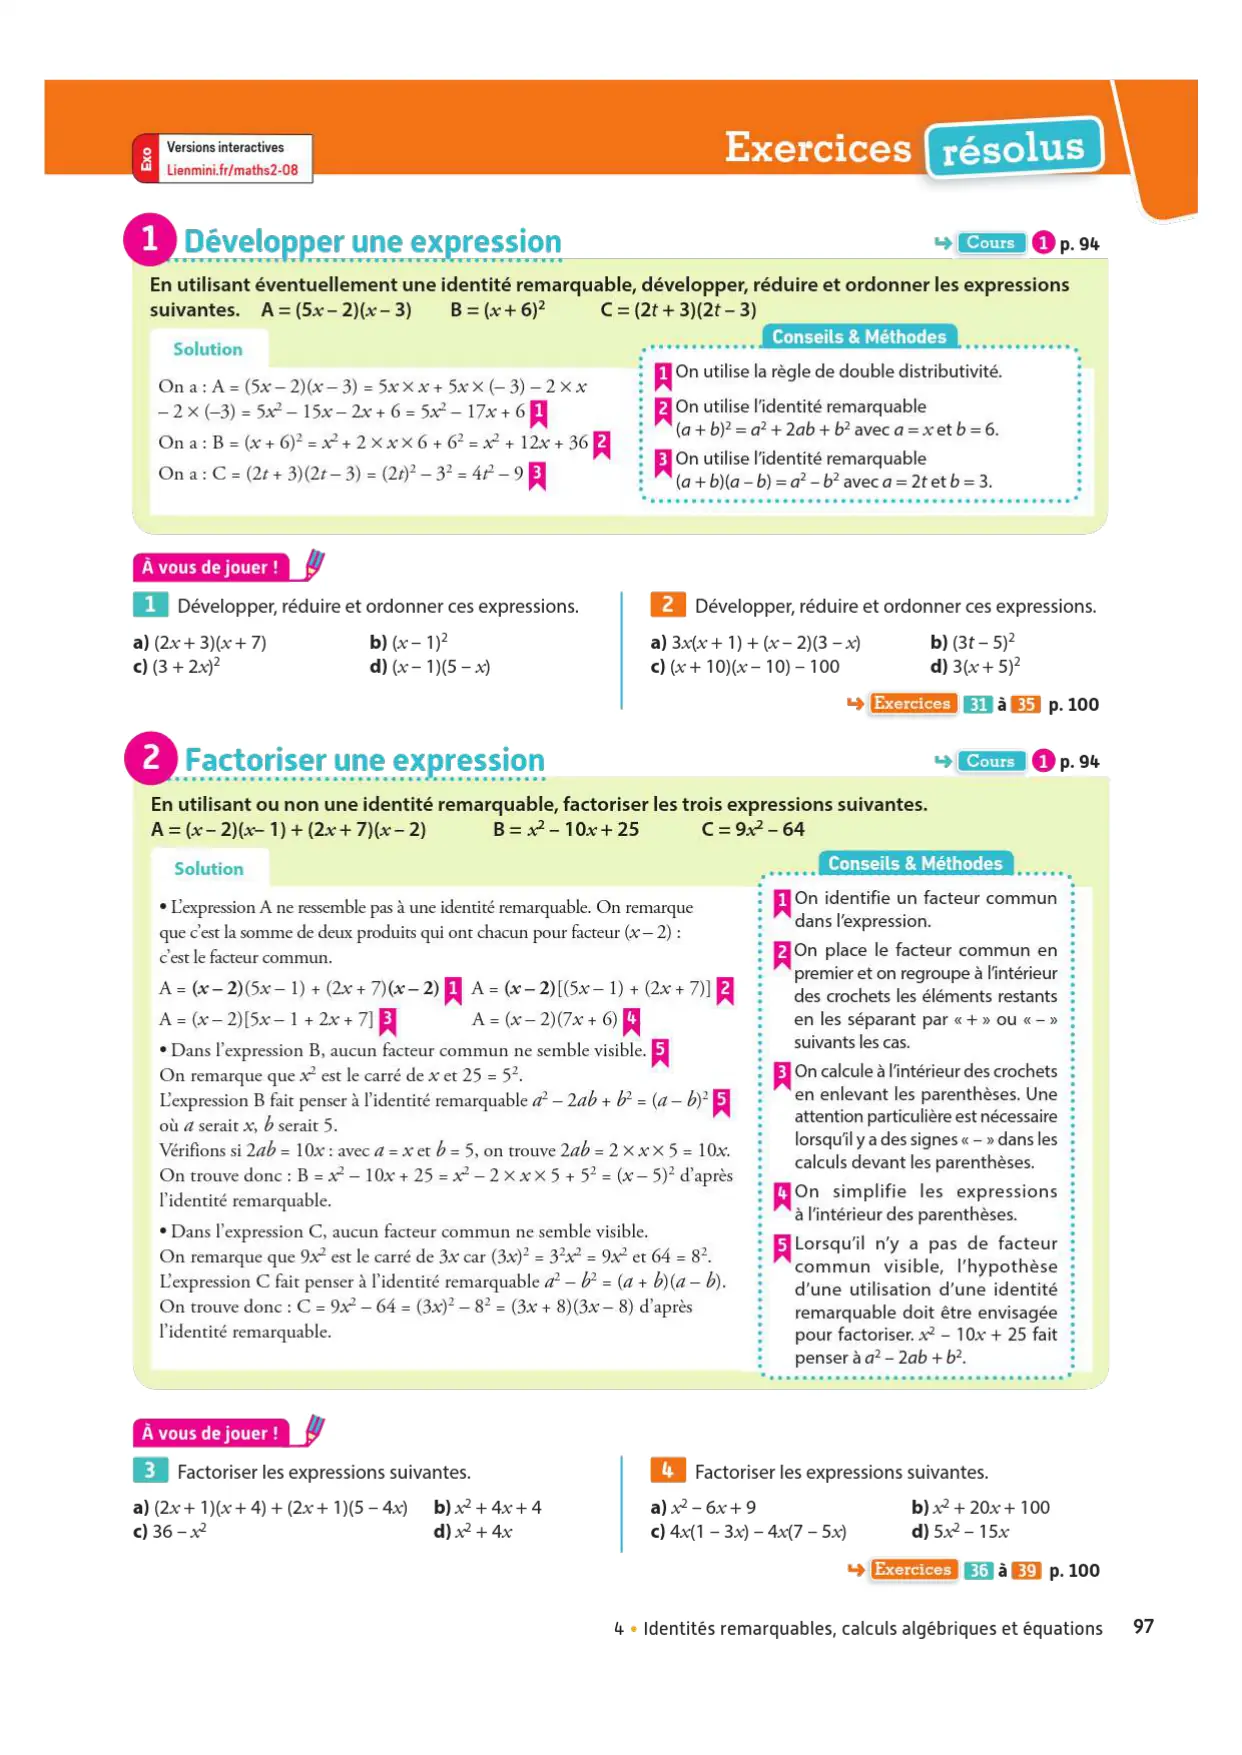 Exo
Versions interactives
Lienmini.fr/maths2-08
Exercices résolus
1 Développer une expression
↪ Cours 1 p. 94
En utilisant éventuellement une identité remarquable, développer, réduire et ordonner les expressions
suivantes. A = (5x – 2)(x – 3) B = (x + 6)² C = (2t + 3)(2t – 3)
Solution
On a : A = (5x – 2)(x – 3) = 5x × x + 5x × (– 3) – 2 × x
– 2 × (–3) = 5x² – 15x – 2x + 6 = 5x² – 17x + 6 1
On a : B = (x + 6)² = x² + 2 × x × 6 + 6² = x² + 12x + 36 2
On a : C = (2t + 3)(2t – 3) = (2t)² – 3² = 4t² – 9 3
Conseils & Méthodes
1 On utilise la règle de double distributivité.
2 On utilise l'identité remarquable
(a + b)² = a² + 2ab + b² avec a = x et b = 6.
3 On utilise l'identité remarquable
(a + b)(a – b) = a² – b² avec a = 2t et b = 3.
À vous de jouer !
1 Développer, réduire et ordonner ces expressions.
a) (2x + 3)(x + 7) b) (x – 1)²
c) (3 + 2x)² d) (x – 1)(5 – x)
2 Développer, réduire et ordonner ces expressions.
a) 3x(x + 1) + (x – 2)(3 – x) b) (3t – 5)²
c) (x + 10)(x – 10) – 100 d) 3(x + 5)²
↪ Exercices 31 à 35 p. 100
2 Factoriser une expression
↪ Cours 1 p. 94
En utilisant ou non une identité remarquable, factoriser les trois expressions suivantes.
A = (x – 2)(x– 1) + (2x + 7)(x – 2) B = x² – 10x + 25 C = 9x² – 64
Solution
• L'expression A ne ressemble pas à une identité remarquable. On remarque
que c'est la somme de deux produits qui ont chacun pour facteur (x – 2) :
c'est le facteur commun.
A = (x – 2)(5x – 1) + (2x + 7)(x – 2) 1 A = (x – 2)[(5x – 1) + (2x + 7)] 2
A = (x – 2)[5x – 1 + 2x + 7] 3 A = (x – 2)(7x + 6) 4
• Dans l'expression B, aucun facteur commun ne semble visible. 5
On remarque que x² est le carré de x et 25 = 5².
L'expression B fait penser à l'identité remarquable a² – 2ab + b² = (a – b)² 5
où a serait x, b serait 5.
Vérifions si 2ab = 10x : avec a = x et b = 5, on trouve 2ab = 2 × x × 5 = 10x.
On trouve donc : B = x² – 10x + 25 = x² – 2 × x × 5 + 5² = (x – 5)² d'après
l'identité remarquable.
• Dans l'expression C, aucun facteur commun ne semble visible.
On remarque que 9x² est le carré de 3x car (3x)² = 3²x² = 9x² et 64 = 8².
L'expression C fait penser à l'identité remarquable a² – b² = (a + b)(a – b).
On trouve donc : C = 9x² – 64 = (3x)² – 8² = (3x + 8)(3x – 8) d'après
l'identité remarquable.
Conseils & Méthodes
1 On identifie un facteur commun
dans l'expression.
2 On place le facteur commun en
premier et on regroupe à l'intérieur
des crochets les éléments restants
en les séparant par « + » ou « – »
suivants les cas.
3 On calcule à l'intérieur des crochets
en enlevant les parenthèses. Une
attention particulière est nécessaire
lorsqu'il y a des signes « – » dans les
calculs devant les parenthèses.
4 On simplifie les expressions
à l'intérieur des parenthèses.
5 Lorsqu'il n'y a pas de facteur
commun visible, l'hypothèse
d'une utilisation d'une identité
remarquable doit être envisagée
pour factoriser. x² – 10x + 25 fait
penser à a² – 2ab + b².
À vous de jouer !
3 Factoriser les expressions suivantes.
a) (2x + 1)(x + 4) + (2x + 1)(5 – 4x) b) x² + 4x + 4
c) 36 – x² d) x² + 4x
4 Factoriser les expressions suivantes.
a) x² – 6x + 9 b) x² + 20x + 100
c) 4x(1 – 3x) – 4x(7 – 5x) d) 5x² – 15x
↪ Exercices 36 à 39 p. 100
4 • Identités remarquables, calculs algébriques et équations 97